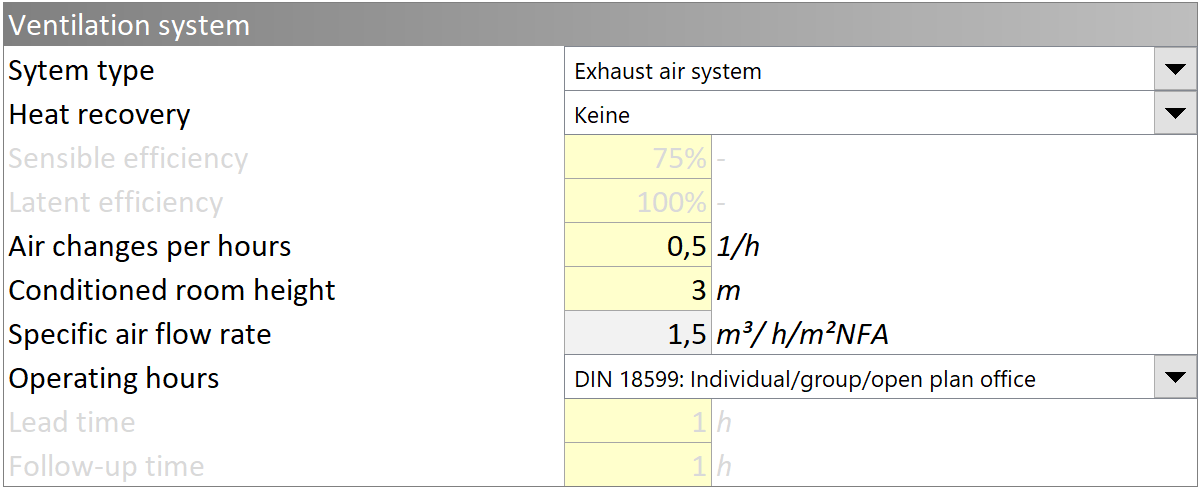 Ventilation system
Sytem type Exhaust air system
Heat recovery Keine
Sensible efficiency 75% -
Latent efficiency 100% -
Air changes per hours 0,5 1/h
Conditioned room height 3 m
Specific air flow rate 1,5 m³/ h/m²NFA
Operating hours DIN 18599: Individual/group/open plan office
Lead time 1 h
Follow-up time 1 h